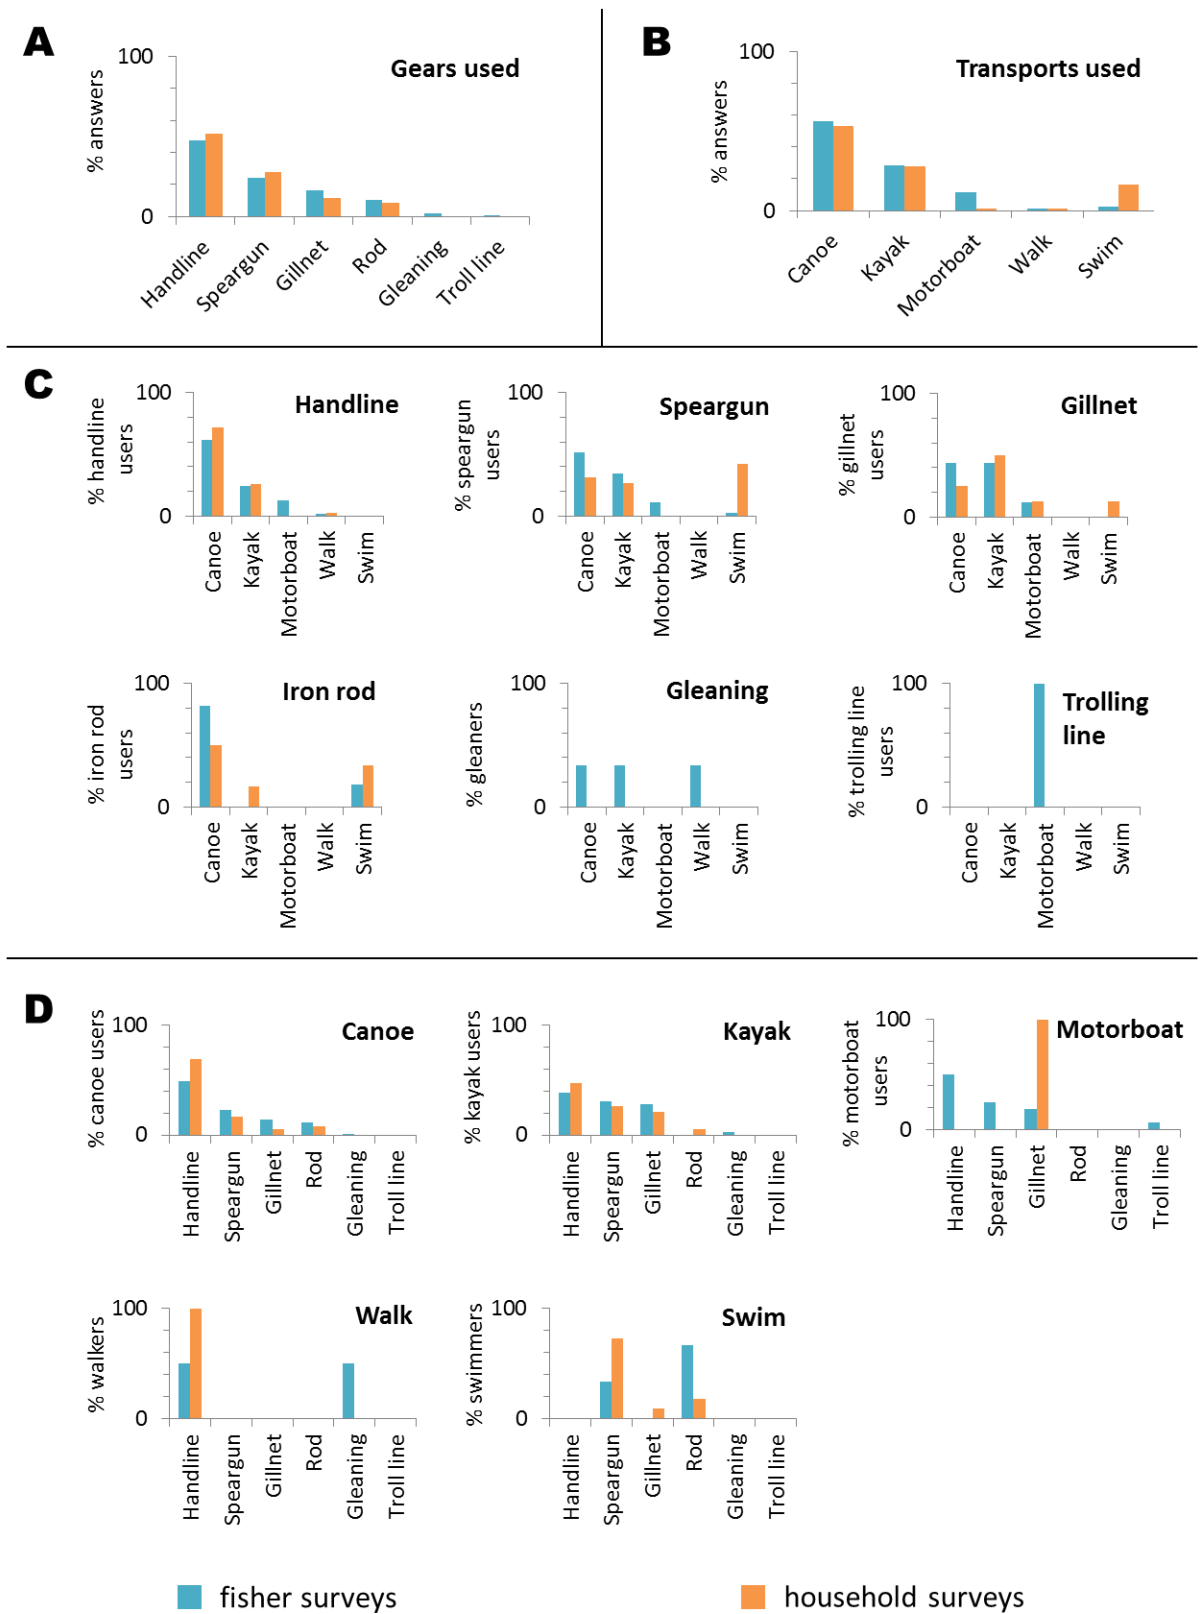 A
Gears used
% answers
100
0
Handline
Speargun
Gillnet
Rod
Gleaning
Troll line
B
Transports used
% answers
100
0
Canoe
Kayak
Motorboat
Walk
Swim
C
Handline
% handline
users
100
0
Canoe
Kayak
Motorboat
Walk
Swim
Speargun
% speargun
users
100
0
Canoe
Kayak
Motorboat
Walk
Swim
Gillnet
% gillnet
users
100
0
Canoe
Kayak
Motorboat
Walk
Swim
Iron rod
% iron rod
users
100
0
Canoe
Kayak
Motorboat
Walk
Swim
Gleaning
% gleaners
100
0
Canoe
Kayak
Motorboat
Walk
Swim
Trolling
line
% trolling line
users
100
0
Canoe
Kayak
Motorboat
Walk
Swim
D
Canoe
% canoe users
100
0
Handline
Speargun
Gillnet
Rod
Gleaning
Troll line
Kayak
% kayak users
100
0
Handline
Speargun
Gillnet
Rod
Gleaning
Troll line
Motorboat
% motorboat
users
100
0
Handline
Speargun
Gillnet
Rod
Gleaning
Troll line
Walk
% walkers
100
0
Handline
Speargun
Gillnet
Rod
Gleaning
Troll line
Swim
% swimmers
100
0
Handline
Speargun
Gillnet
Rod
Gleaning
Troll line
fisher surveys
household surveys